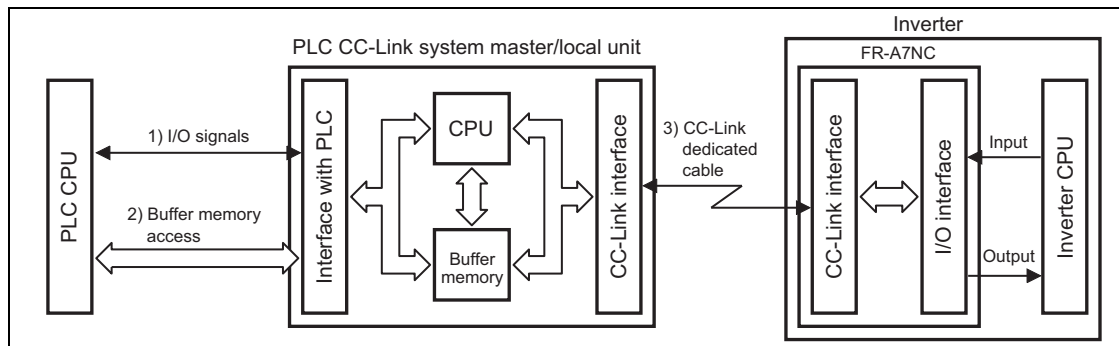 Inverter
PLC CC-Link system master/local unit
FR-A7NC
PLC CPU
1) I/O signals
2) Buffer memory
access
Interface with PLC
CPU
Buffer
memory
CC-Link interface
3) CC-Link
dedicated
cable
CC-Link interface
I/O interface
Input
Output
Inverter CPU